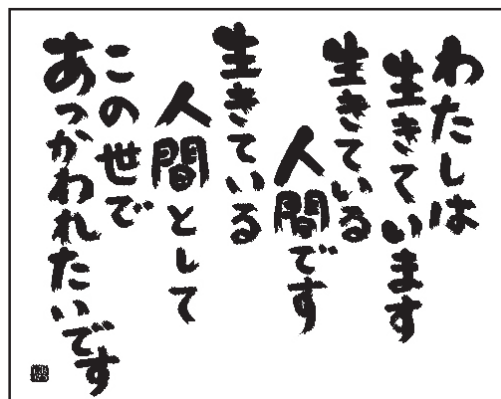 わたしは
生きています
生きている
人間です
生きている
人間として
この世で
あつかわれたいです